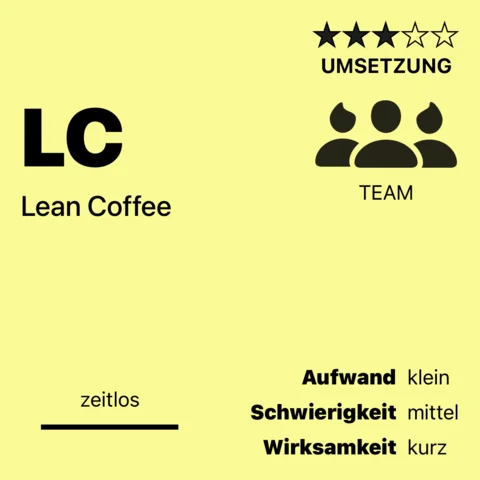 ★★★☆☆
UMSETZUNG
LC
Lean Coffee
TEAM
zeitlos
Aufwand klein
Schwierigkeit mittel
Wirksamkeit kurz